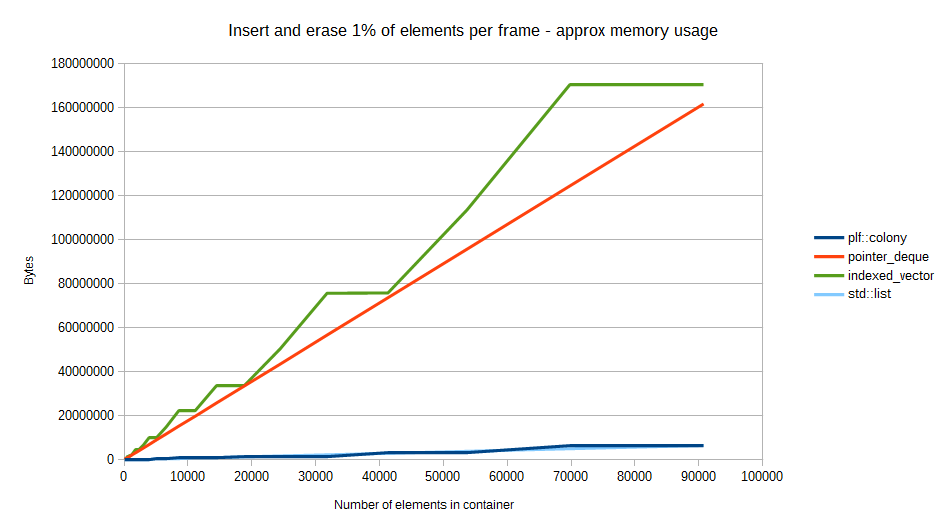 Insert and erase 1% of elements per frame - approx memory usage
180000000
160000000
140000000
120000000
100000000
80000000
60000000
40000000
20000000
0
Bytes
0 10000 20000 30000 40000 50000 60000 70000 80000 90000 100000
Number of elements in container
plf::colony
pointer_deque
indexed_vector
std::list